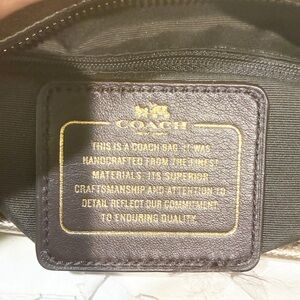 COACH
THIS IS A COACH BAG. IT WAS
HANDCRAFTED FROM THE FINEST
MATERIALS. ITS SUPERIOR
CRAFTSMANSHIP AND ATTENTION TO
DETAIL REFLECT OUR COMMITMENT
TO ENDURING QUALITY.